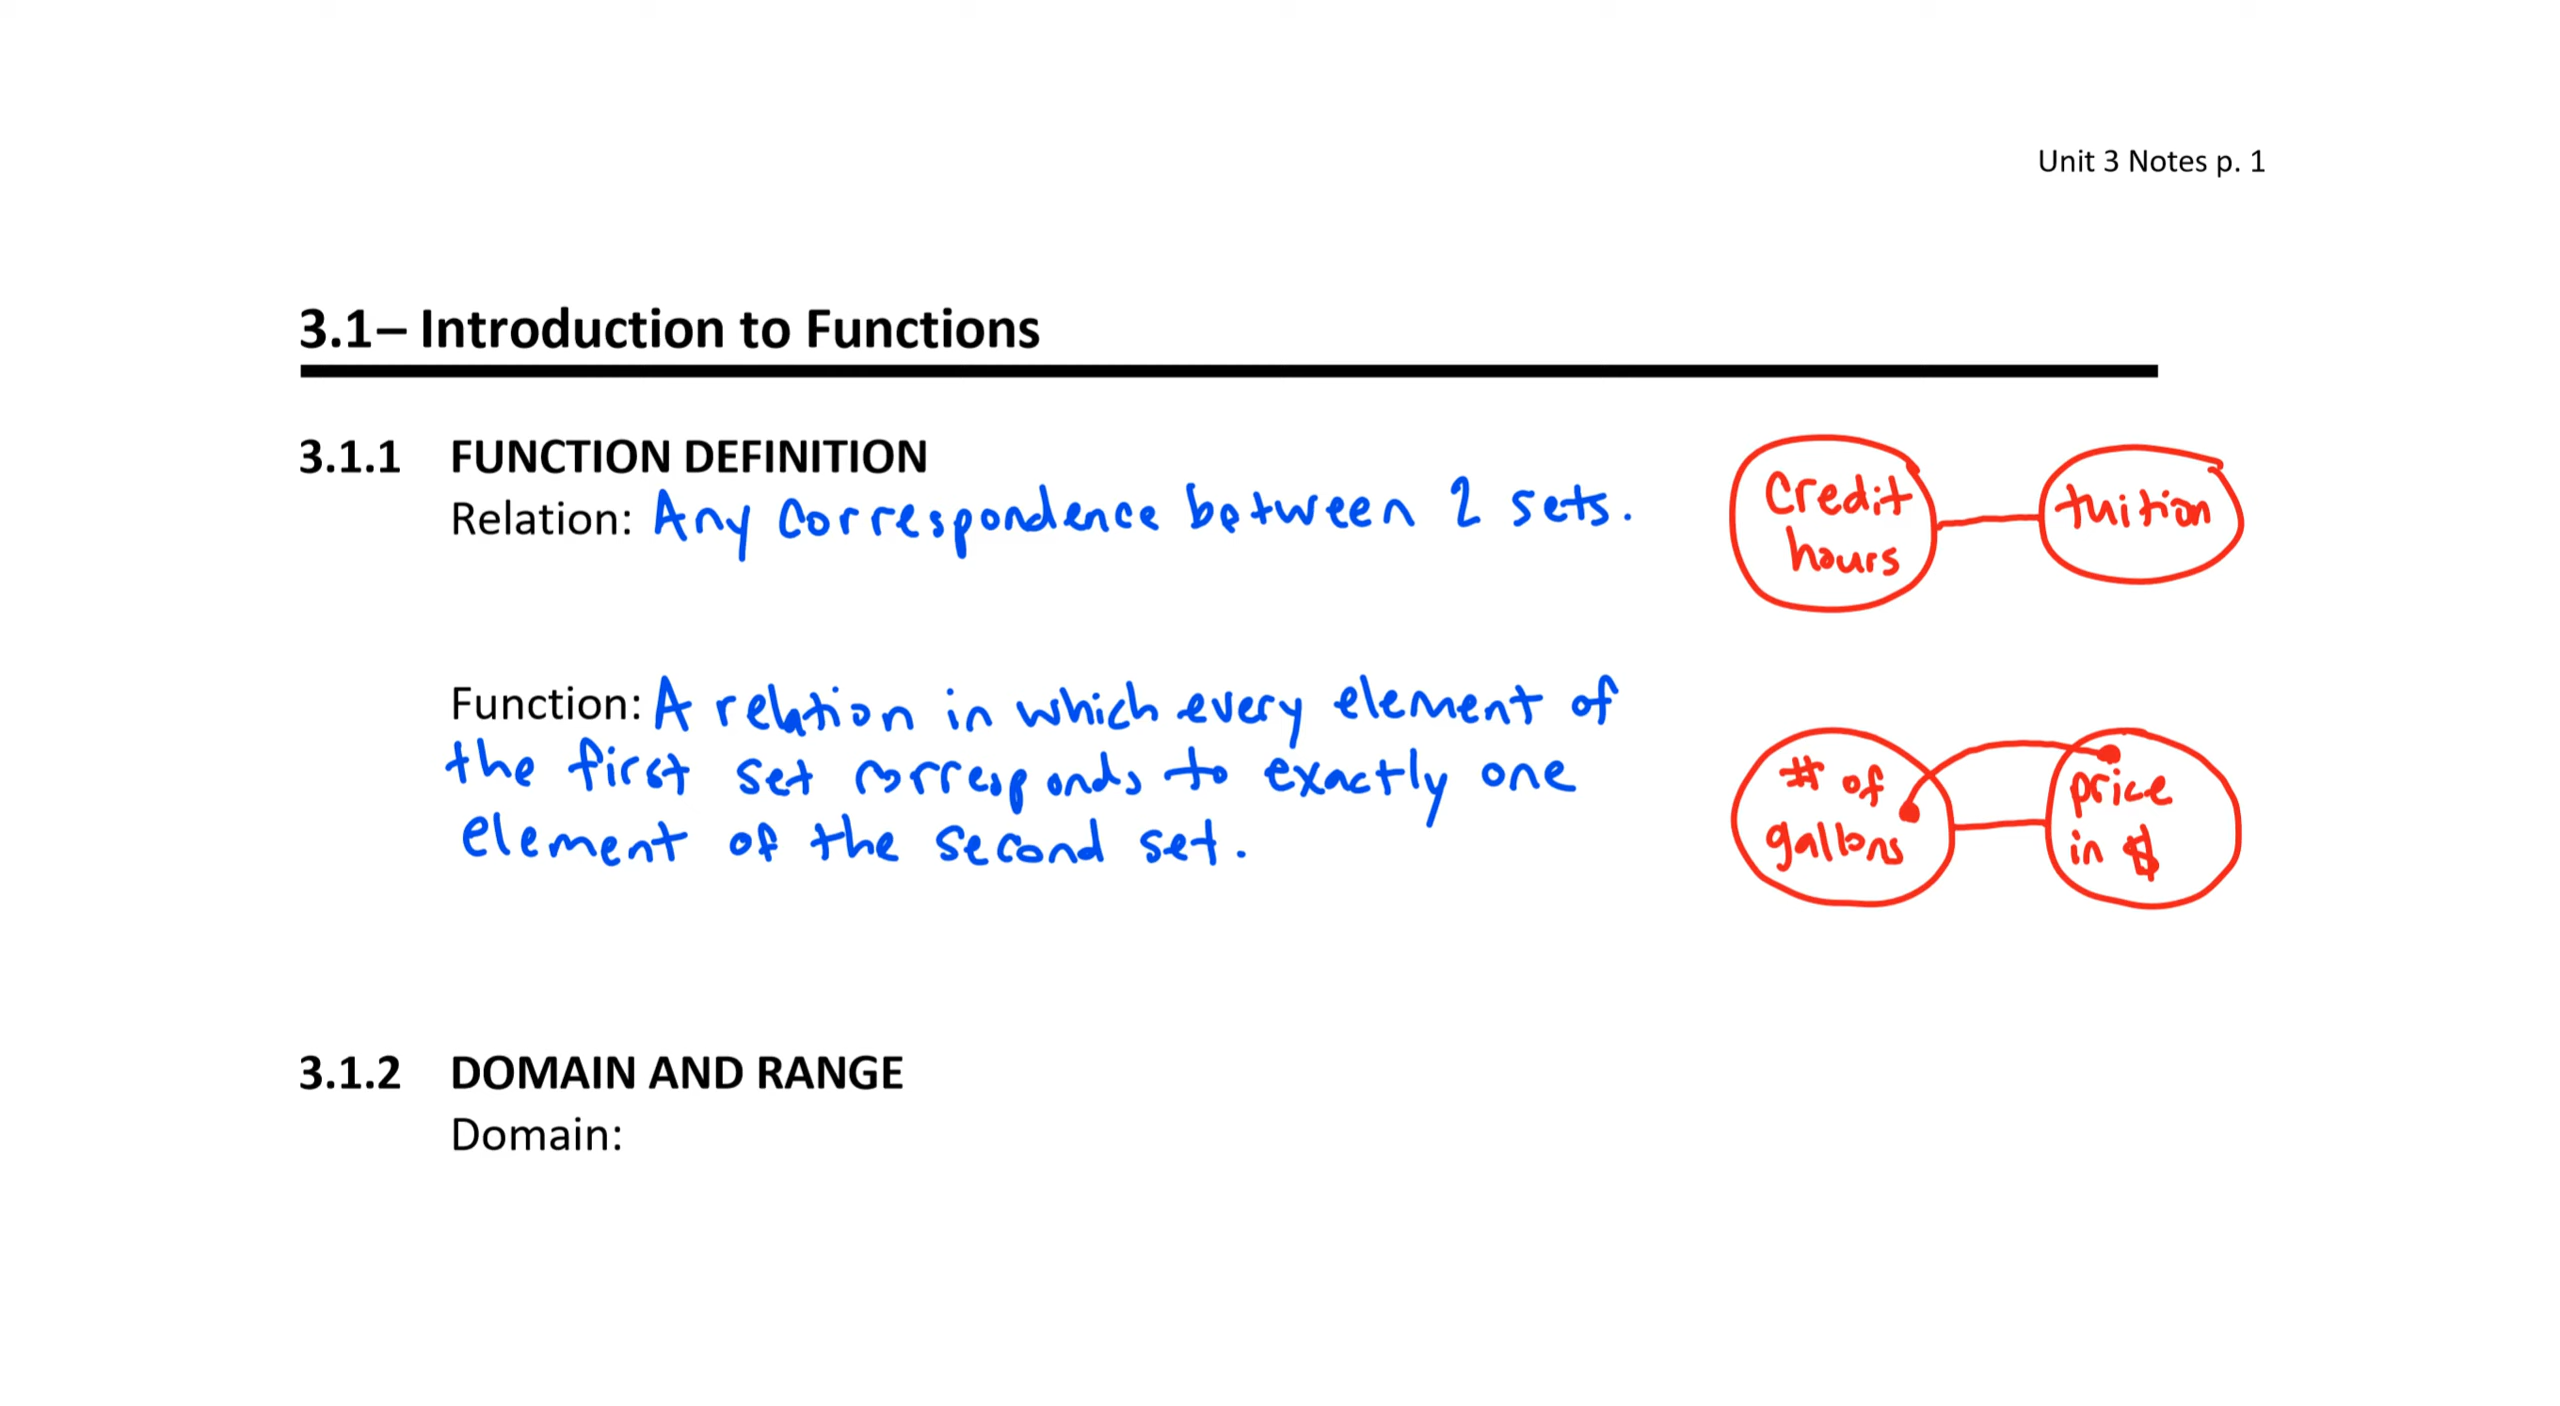 Unit 3 Notes p. 1
3.1– Introduction to Functions
3.1.1 FUNCTION DEFINITION
Relation: Any correspondence between 2 sets.
credit
hours
tuition
Function: A relation in which every element of
the first set corresponds to exactly one
element of the second set.
# of
gallons
price
in $
3.1.2 DOMAIN AND RANGE
Domain: